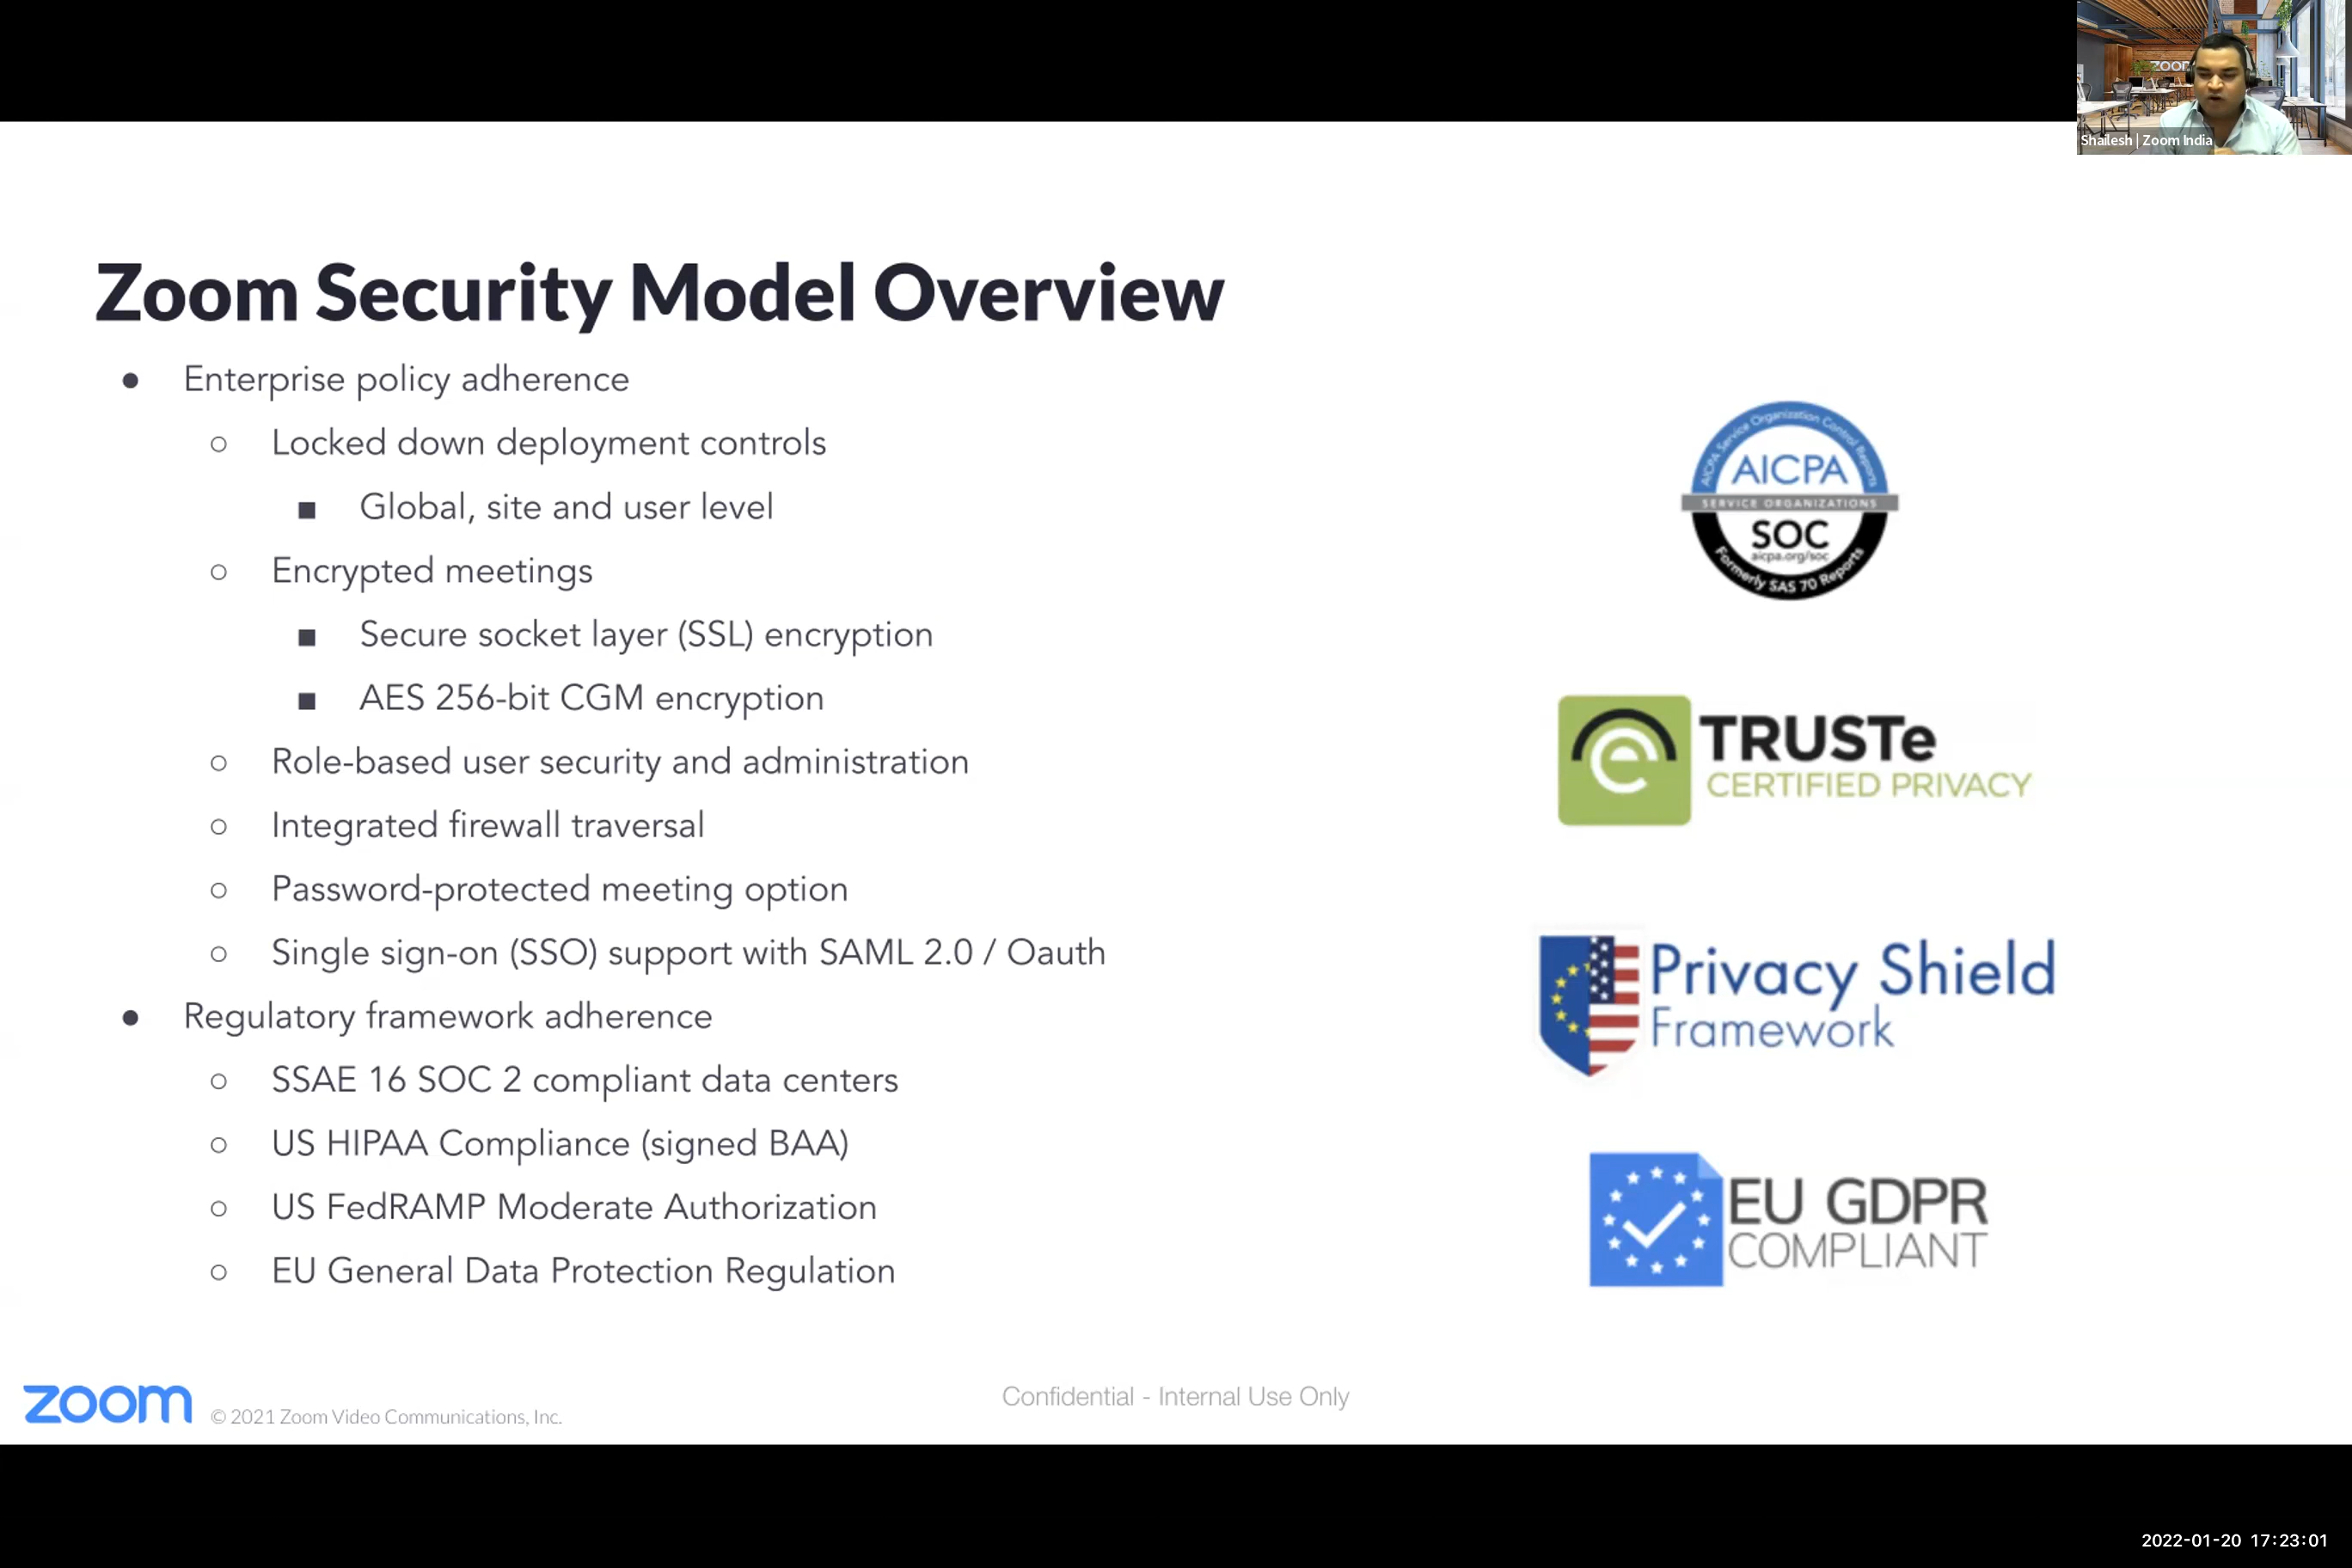 ZOOM
Shailesh | Zoom India
Zoom Security Model Overview
● Enterprise policy adherence
○ Locked down deployment controls
■ Global, site and user level
○ Encrypted meetings
■ Secure socket layer (SSL) encryption
■ AES 256-bit CGM encryption
○ Role-based user security and administration
○ Integrated firewall traversal
○ Password-protected meeting option
○ Single sign-on (SSO) support with SAML 2.0 / Oauth
● Regulatory framework adherence
○ SSAE 16 SOC 2 compliant data centers
○ US HIPAA Compliance (signed BAA)
○ US FedRAMP Moderate Authorization
○ EU General Data Protection Regulation
AICPA Service Organization Control Reports
AICPA
SERVICE ORGANIZATIONS
SOC
aicpa.org/soc
Formerly SAS 70 Reports
TRUSTe
CERTIFIED PRIVACY
Privacy Shield
Framework
EU GDPR
COMPLIANT
zoom
© 2021 Zoom Video Communications, Inc.
Confidential - Internal Use Only
2022-01-20 17:23:01